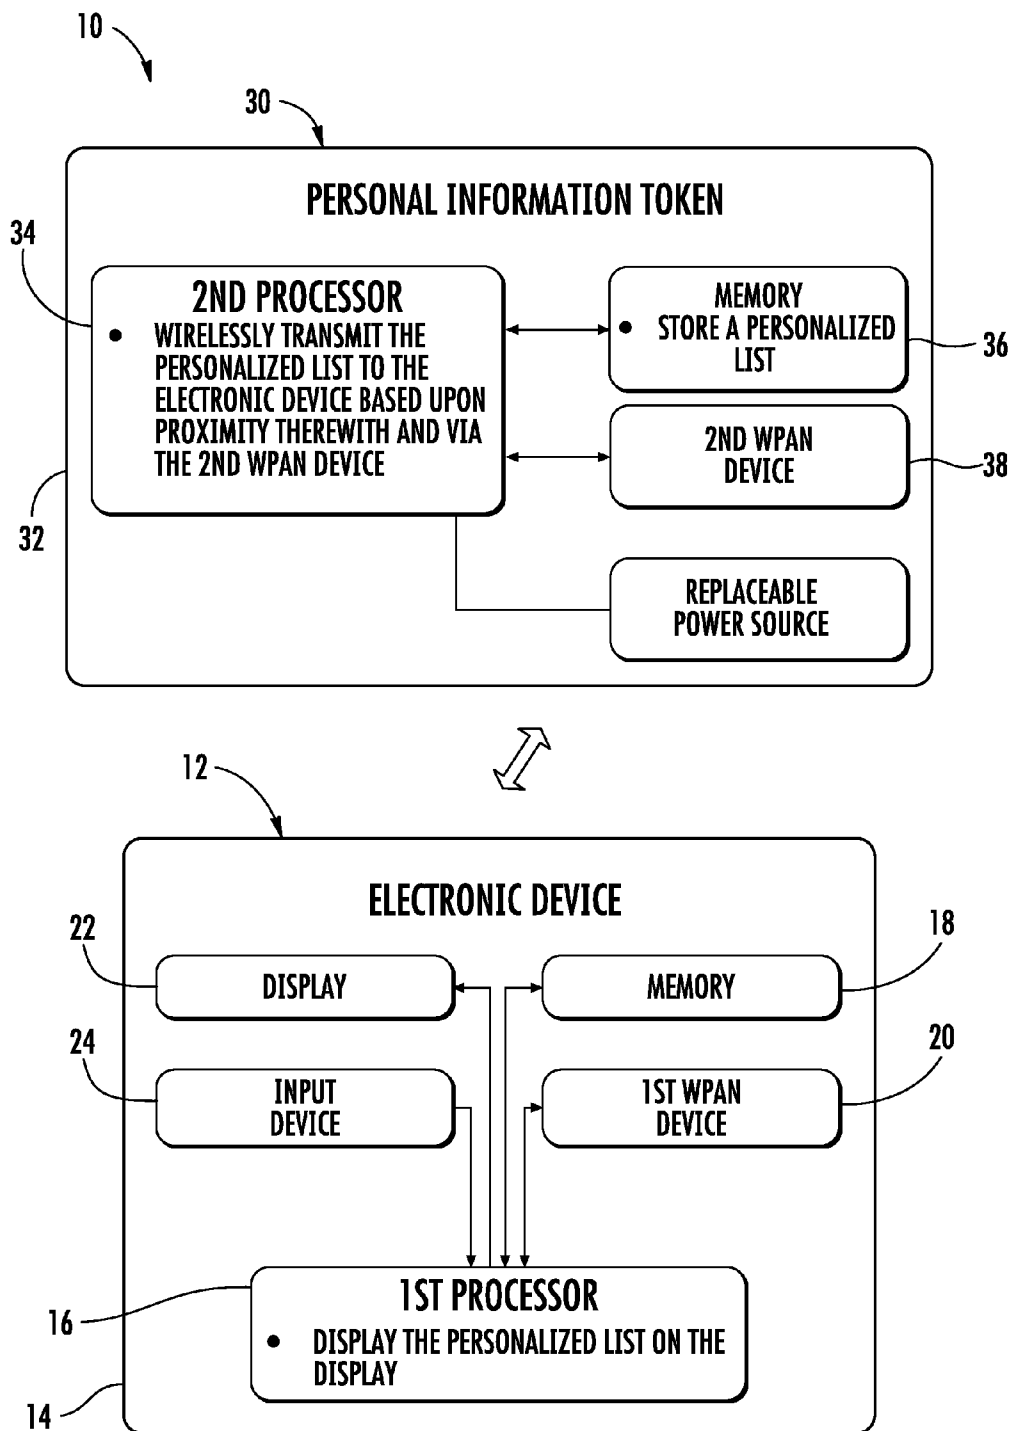 10
30
PERSONAL INFORMATION TOKEN
34
2ND PROCESSOR
• WIRELESSLY TRANSMIT THE
PERSONALIZED LIST TO THE
ELECTRONIC DEVICE BASED UPON
PROXIMITY THEREWITH AND VIA
THE 2ND WPAN DEVICE
MEMORY
• STORE A PERSONALIZED
LIST
36
2ND WPAN
DEVICE
38
32
REPLACEABLE
POWER SOURCE
12
ELECTRONIC DEVICE
22
DISPLAY
MEMORY
18
24
INPUT
DEVICE
1ST WPAN
DEVICE
20
16
1ST PROCESSOR
• DISPLAY THE PERSONALIZED LIST ON THE
DISPLAY
14